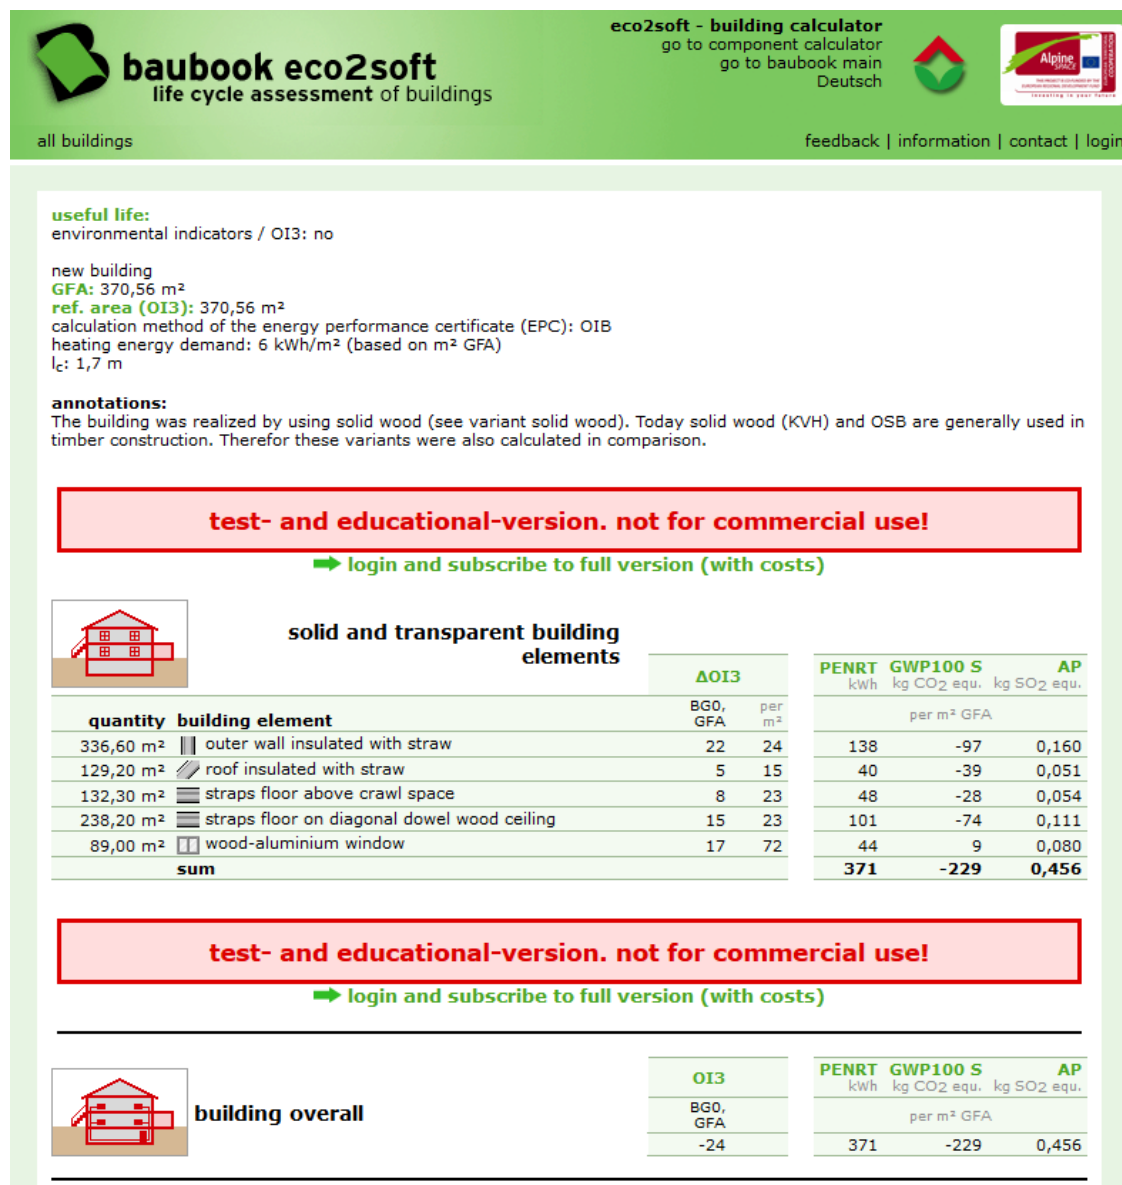 eco2soft - building calculator
go to component calculator
go to baubook main
Deutsch
baubook eco2soft
life cycle assessment of buildings
Alpine
SPACE
all buildings
feedback | information | contact | login
useful life:
environmental indicators / OI3: no
new building
GFA: 370,56 m²
ref. area (OI3): 370,56 m²
calculation method of the energy performance certificate (EPC): OIB
heating energy demand: 6 kWh/m² (based on m² GFA)
lc: 1,7 m
annotations:
The building was realized by using solid wood (see variant solid wood). Today solid wood (KVH) and OSB are generally used in
timber construction. Therefor these variants were also calculated in comparison.
test- and educational-version. not for commercial use!
login and subscribe to full version (with costs)
solid and transparent building
elements
ΔOI3 PENRT GWP100 S AP
kWh kg CO2 equ. kg SO2 equ.
quantity building element BG0, GFA per m² per m² GFA
336,60 m² outer wall insulated with straw 22 24 138 -97 0,160
129,20 m² roof insulated with straw 5 15 40 -39 0,051
132,30 m² straps floor above crawl space 8 23 48 -28 0,054
238,20 m² straps floor on diagonal dowel wood ceiling 15 23 101 -74 0,111
89,00 m² wood-aluminium window 17 72 44 9 0,080
sum 371 -229 0,456
test- and educational-version. not for commercial use!
login and subscribe to full version (with costs)
building overall
OI3 PENRT GWP100 S AP
kWh kg CO2 equ. kg SO2 equ.
BG0, GFA per m² GFA
-24 371 -229 0,456